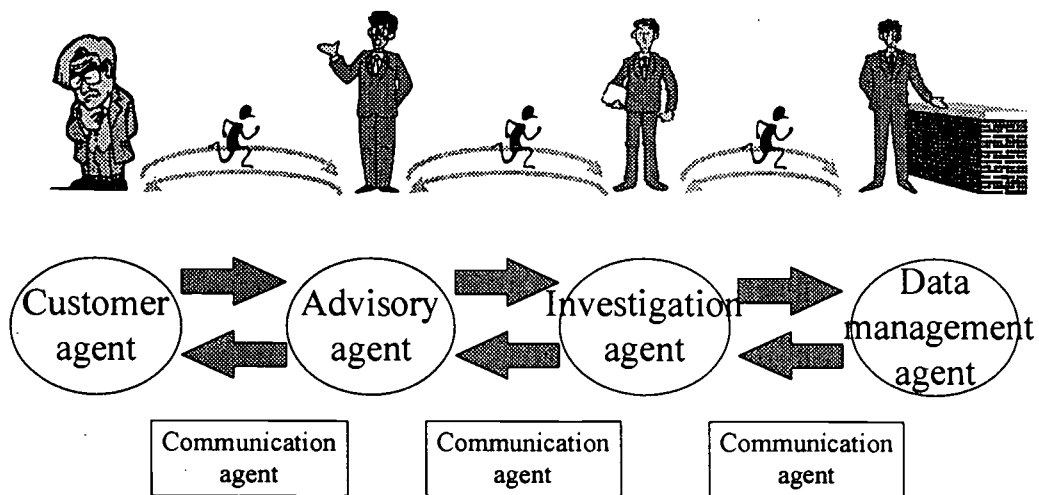 Customer
agent
Advisory
agent
Investigation
agent
Data
management
agent
Communication
agent
Communication
agent
Communication
agent